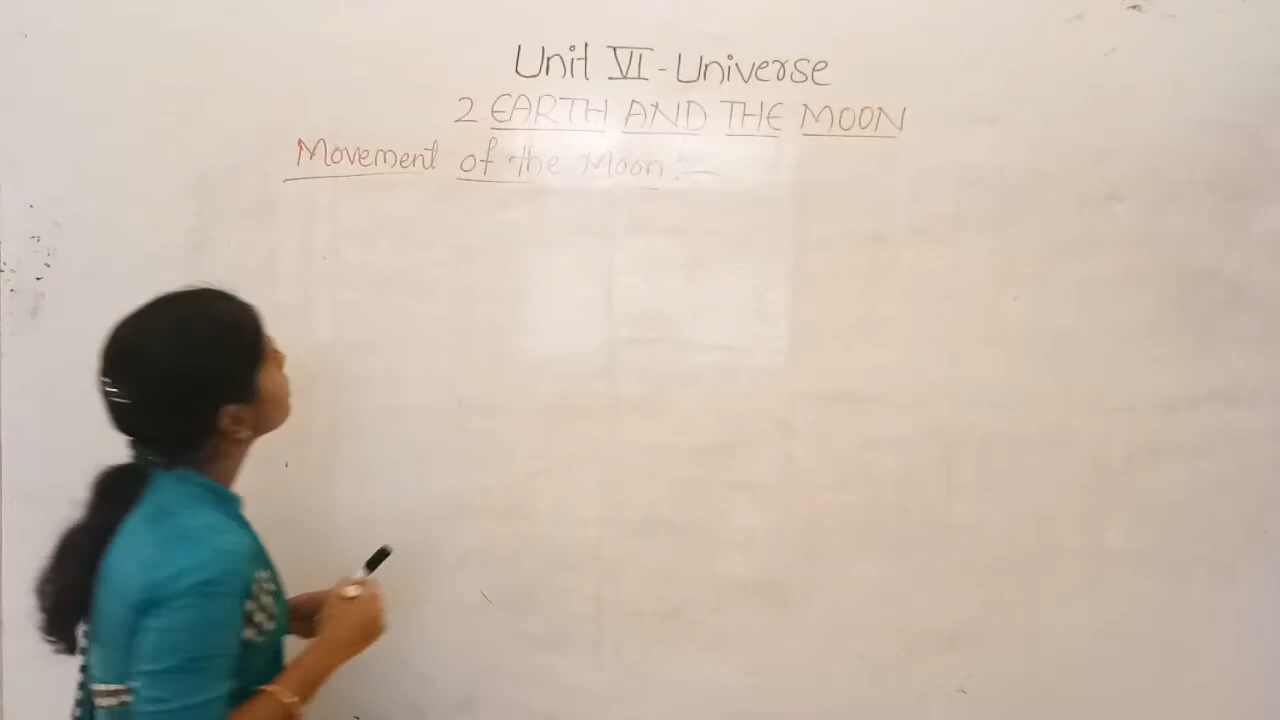 Unit VI - Universe
2 EARTH AND THE MOON
Movement of the Moon :-